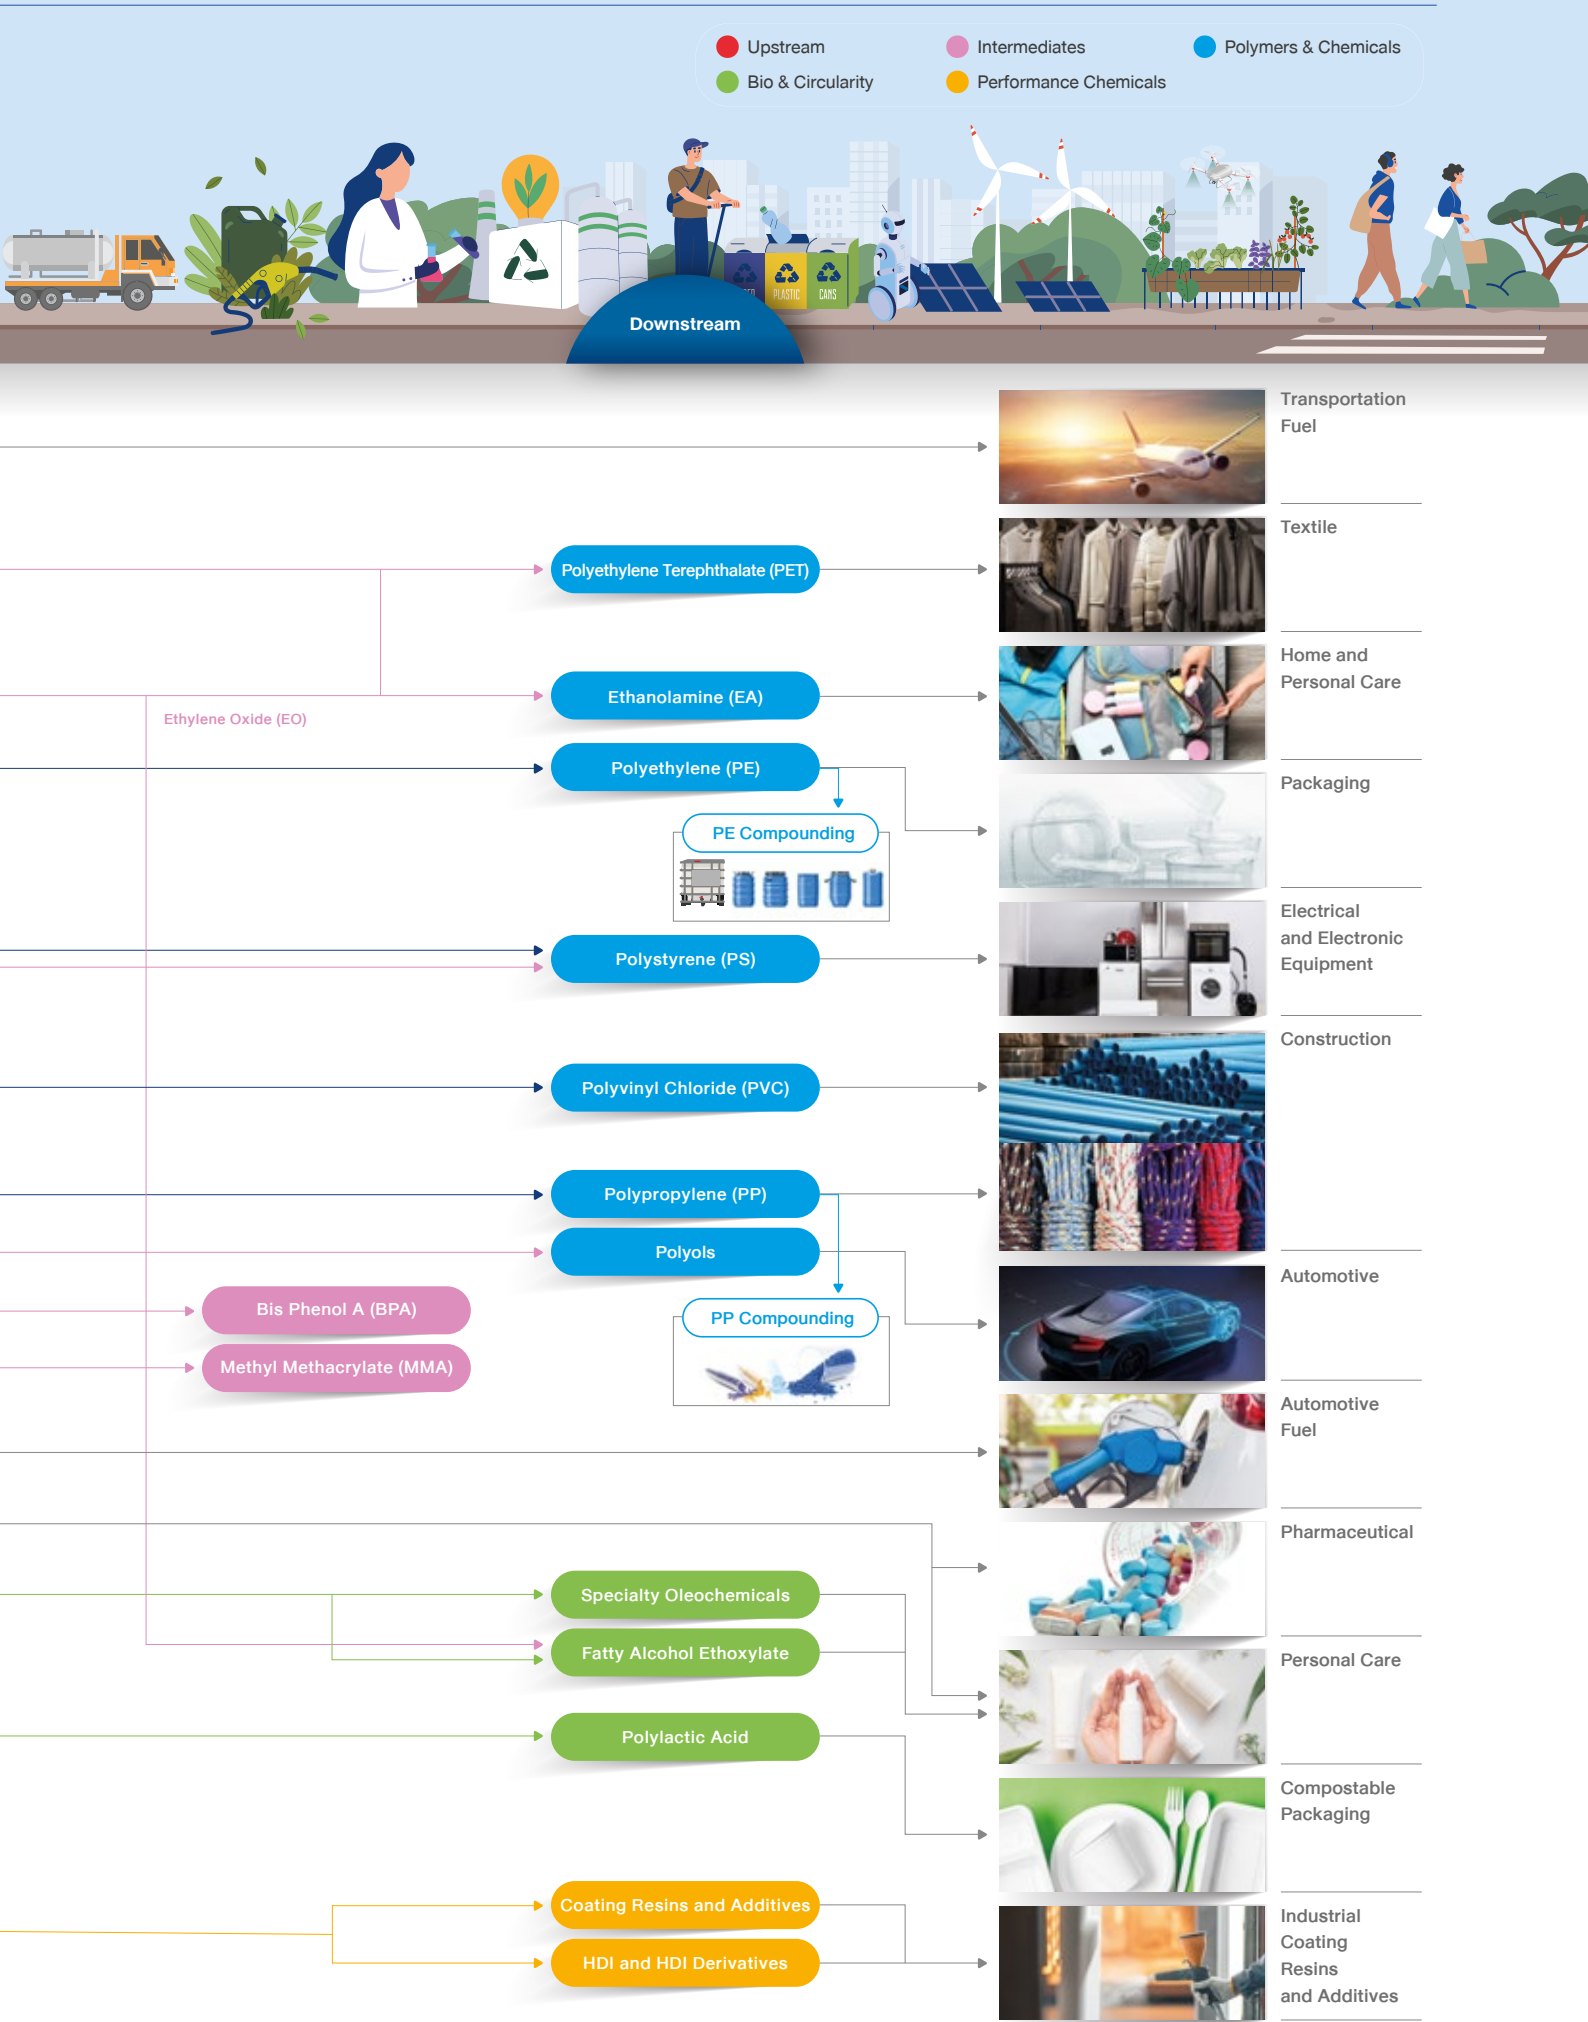 Upstream
Intermediates
Polymers & Chemicals
Bio & Circularity
Performance Chemicals
PLASTIC
CANS
Downstream
Transportation
Fuel
Textile
Polyethylene Terephthalate (PET)
Home and
Personal Care
Ethanolamine (EA)
Ethylene Oxide (EO)
Polyethylene (PE)
Packaging
PE Compounding
Electrical
and Electronic
Equipment
Polystyrene (PS)
Construction
Polyvinyl Chloride (PVC)
Polypropylene (PP)
Polyols
Automotive
Bis Phenol A (BPA)
PP Compounding
Methyl Methacrylate (MMA)
Automotive
Fuel
Pharmaceutical
Specialty Oleochemicals
Fatty Alcohol Ethoxylate
Personal Care
Polylactic Acid
Compostable
Packaging
Coating Resins and Additives
HDI and HDI Derivatives
Industrial
Coating
Resins
and Additives